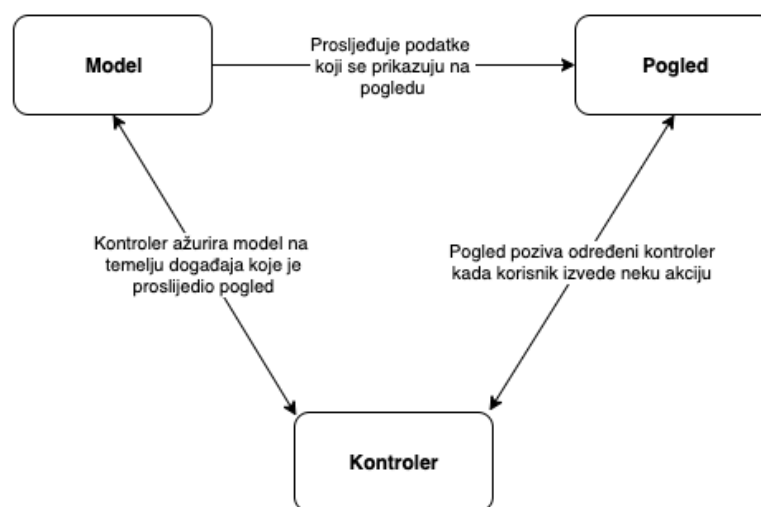 Model
Prosljeđuje podatke
koji se prikazuju na
pogledu
Pogled
Kontroler ažurira model na
temelju događaja koje je
proslijedio pogled
Pogled poziva određeni kontroler
kada korisnik izvede neku akciju
Kontroler